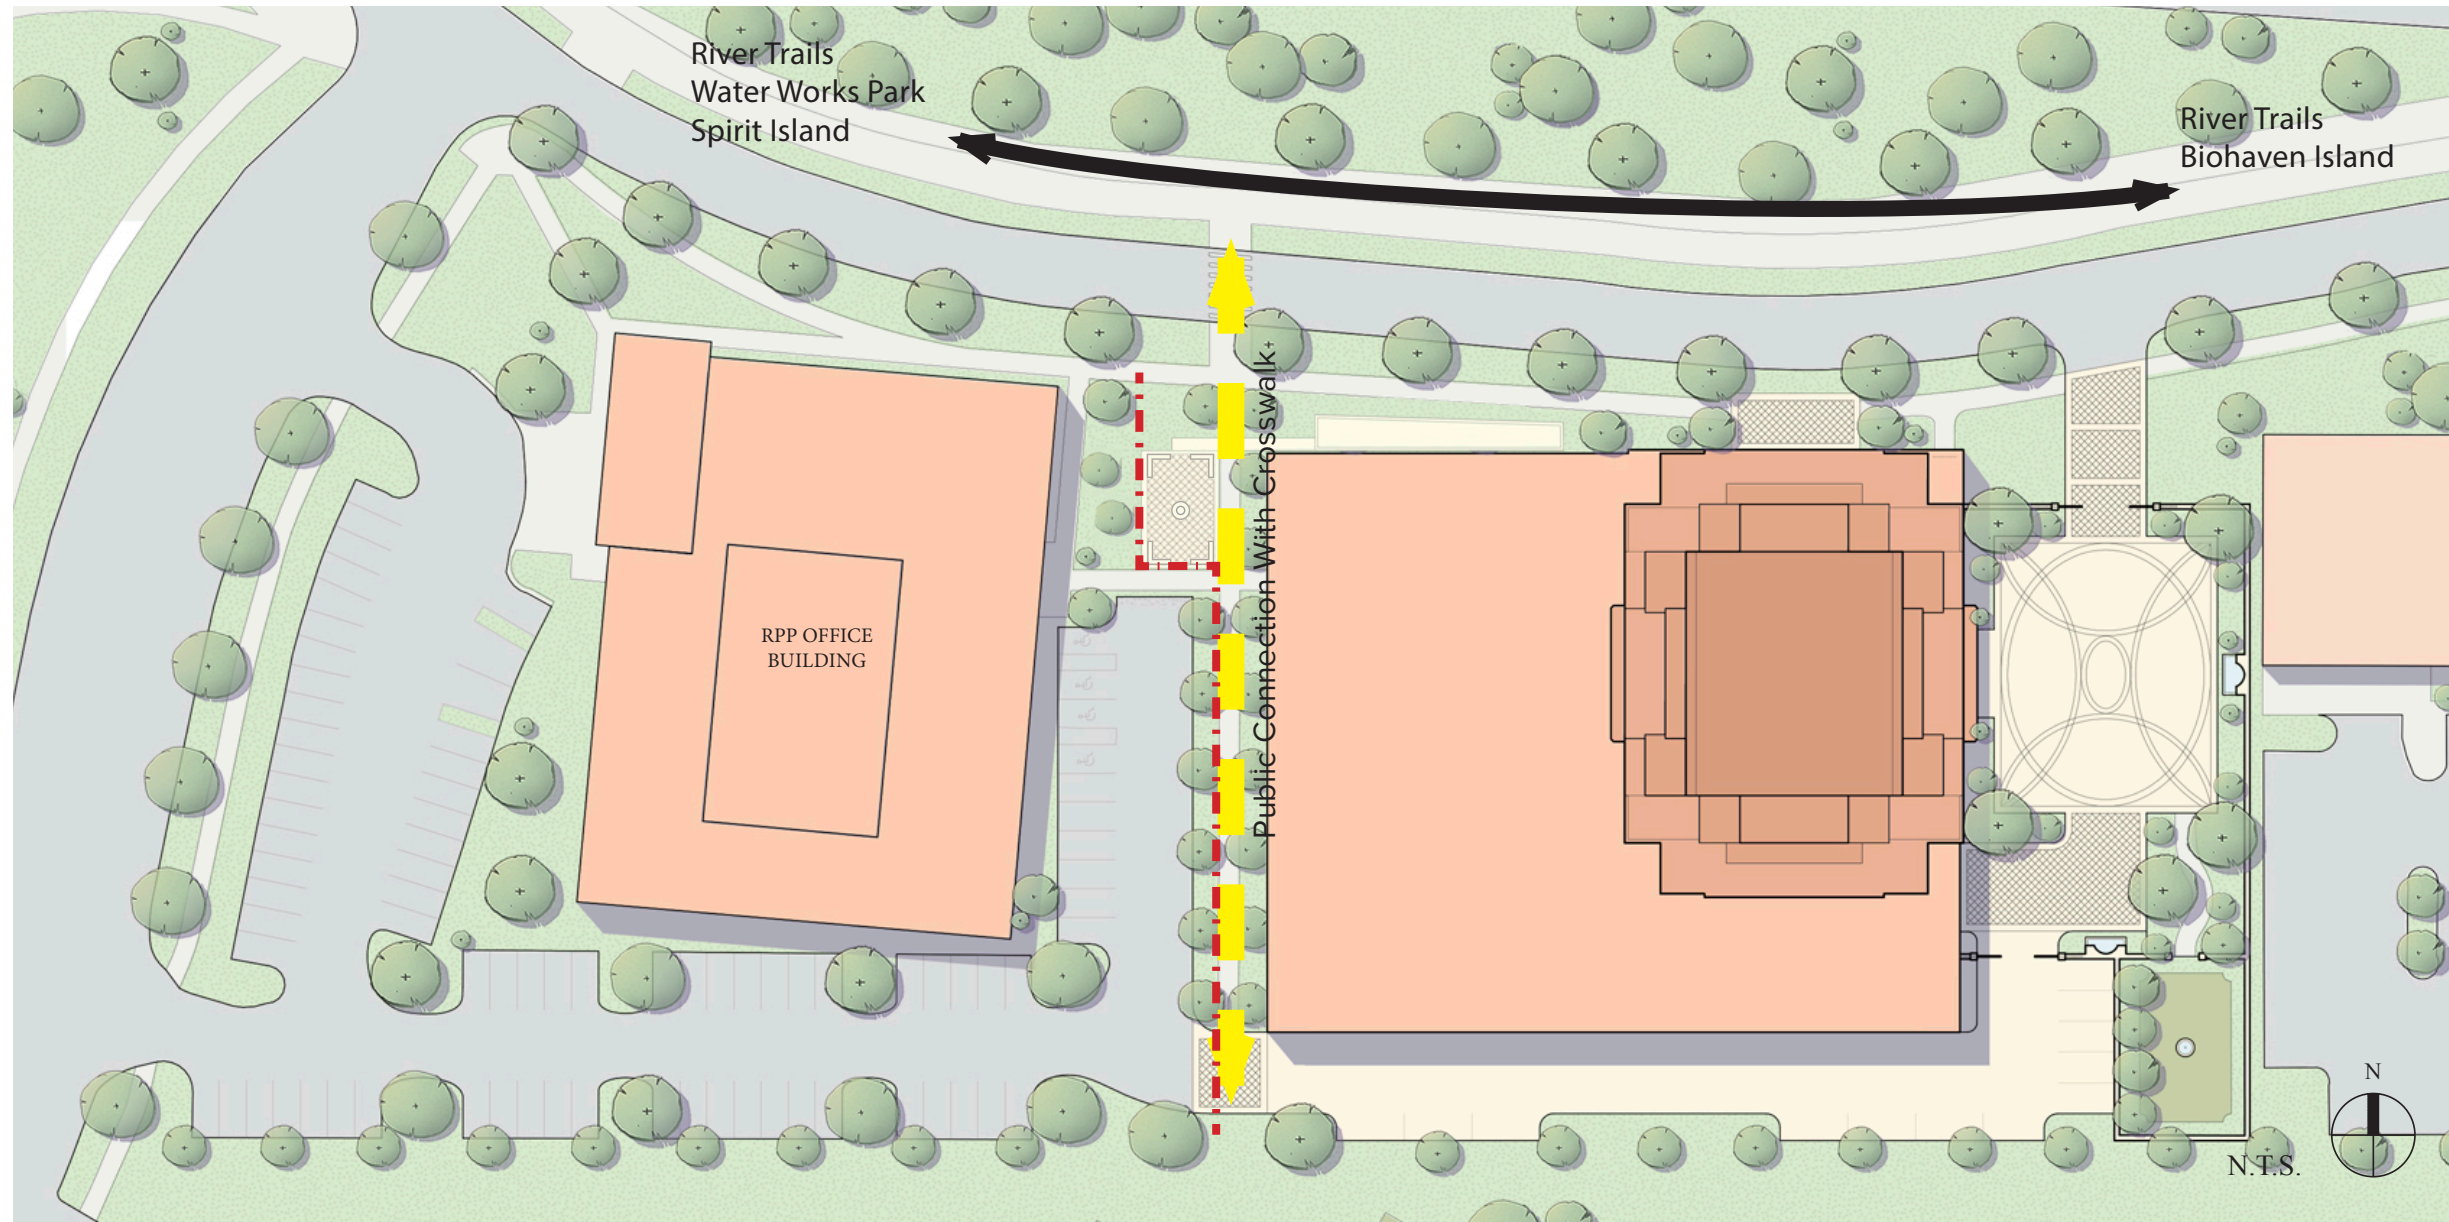 River Trails
Water Works Park
Spirit Island
River Trails
Biohaven Island
Public Connection With Crosswalk
RPP OFFICE
BUILDING
N
N.T.S.